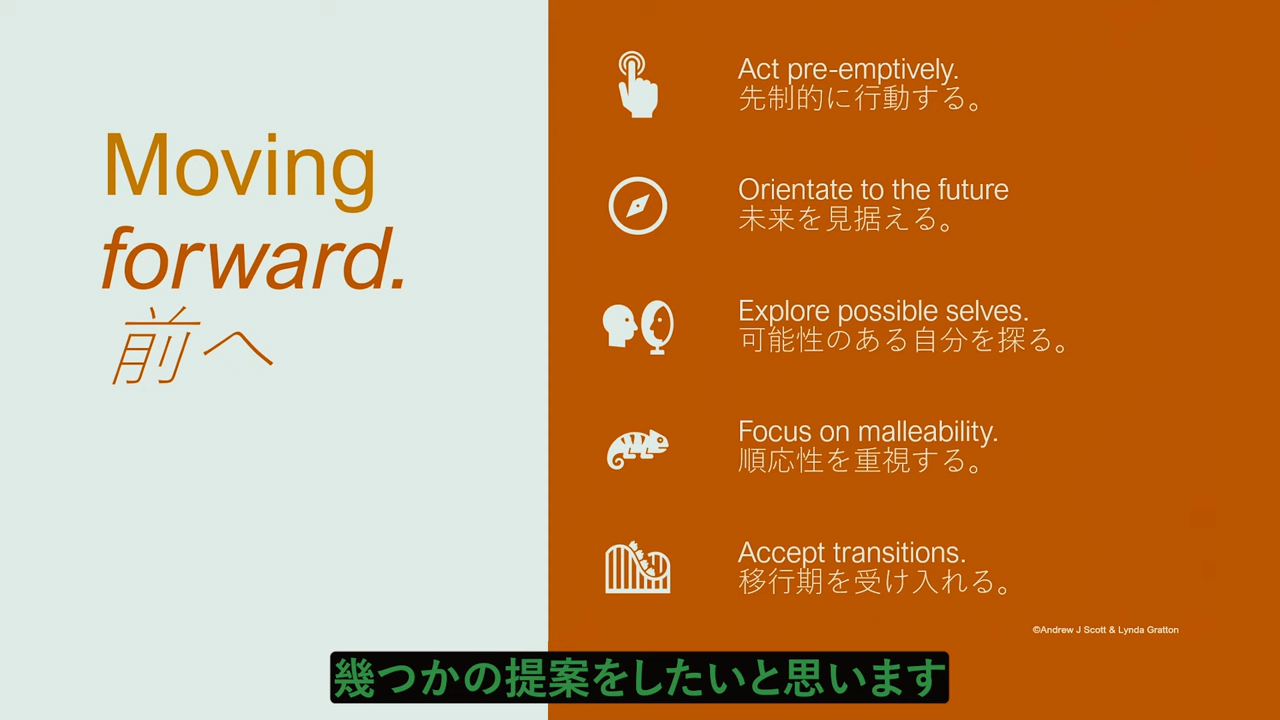 Moving
forward.
前へ
Act pre-emptively.
先制的に行動する。
Orientate to the future
未来を見据える。
Explore possible selves.
可能性のある自分を探る。
Focus on malleability.
順応性を重視する。
Accept transitions.
移行期を受け入れる。
©Andrew J Scott & Lynda Gratton
幾つかの提案をしたいと思います